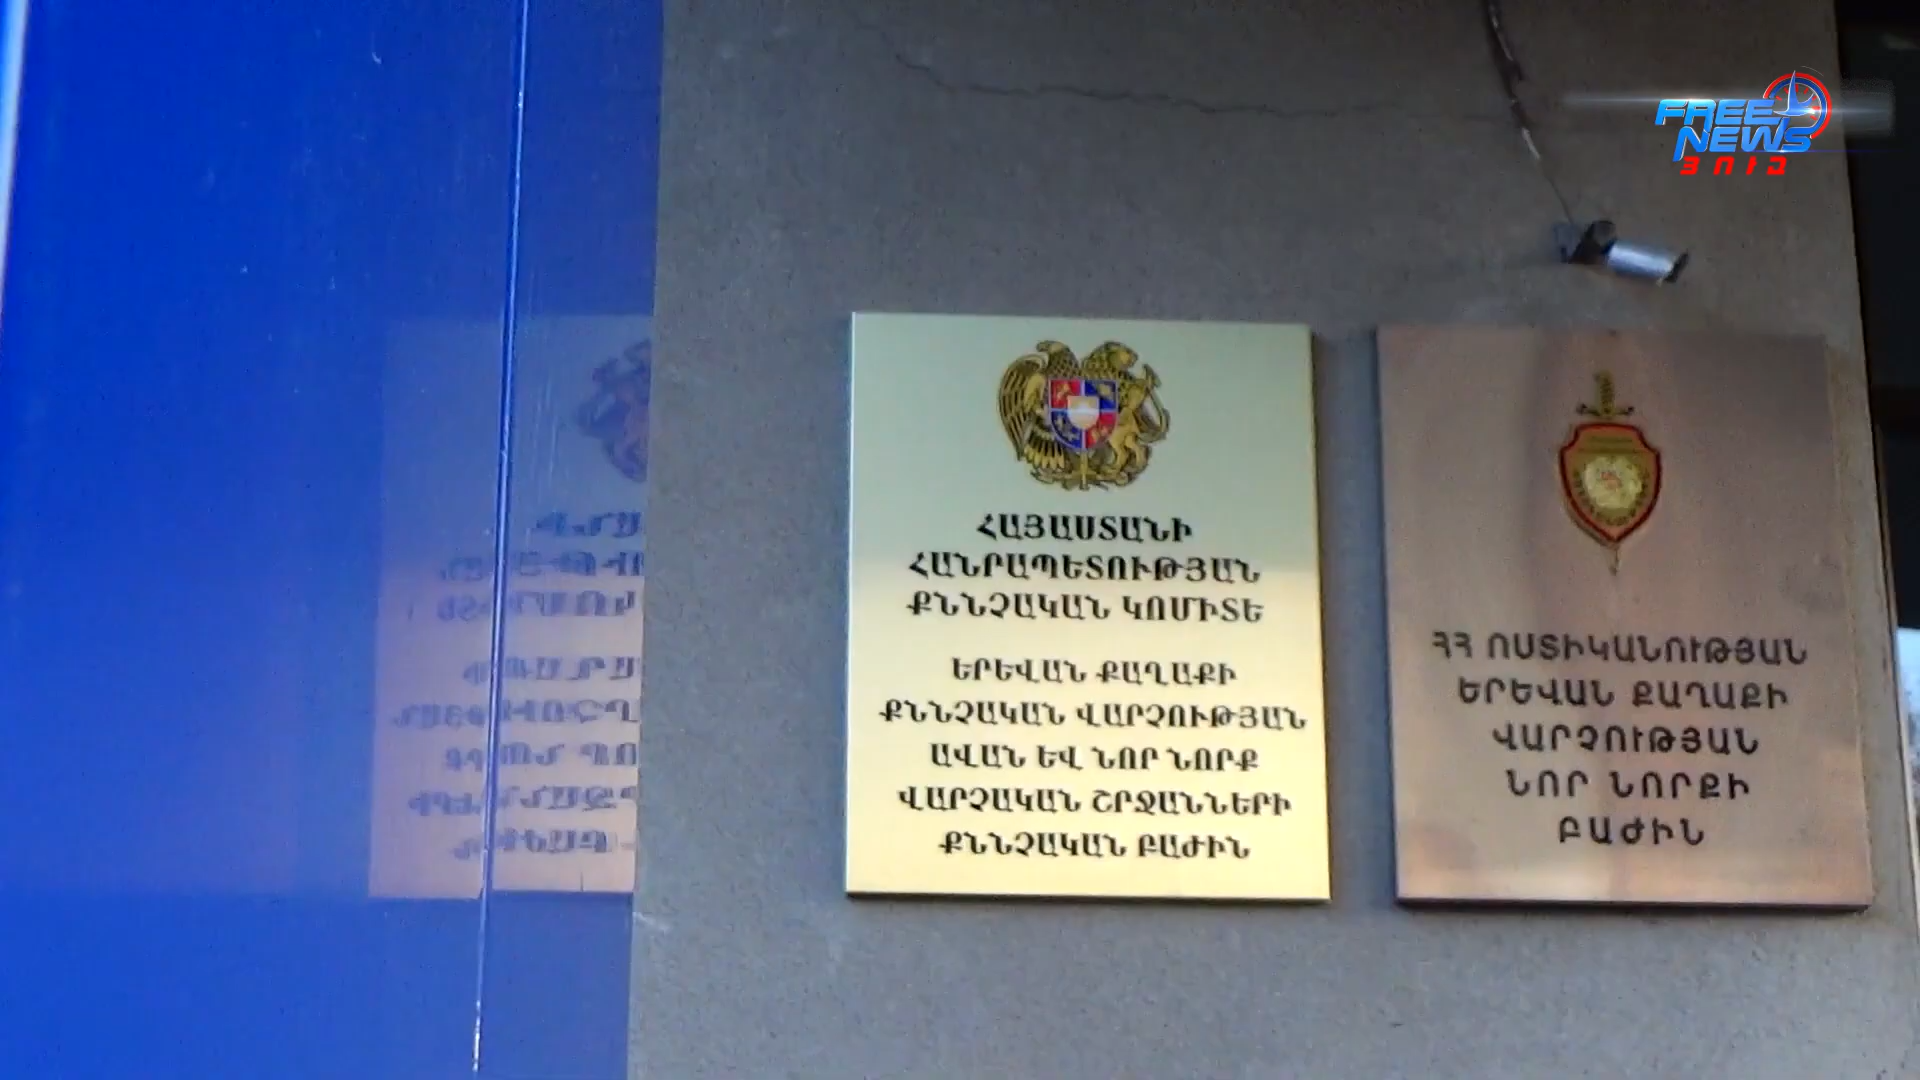 FREE
NEWS
ՅՈՒՋ
ՀԱՅԱՍՏԱՆԻ
ՀԱՆՐԱՊԵՏՈՒԹՅԱՆ
ՔՆՆՉԱԿԱՆ ԿՈՄԻՏԵ
ԵՐԵՎԱՆ ՔԱՂԱՔԻ
ՔՆՆՉԱԿԱՆ ՎԱՐՉՈՒԹՅԱՆ
ԱՎԱՆ ԵՎ ՆՈՐ ՆՈՐՔ
ՎԱՐՉԱԿԱՆ ՇՐՋԱՆՆԵՐԻ
ՔՆՆՉԱԿԱՆ ԲԱԺԻՆ
ՀՀ ՈՍՏԻԿԱՆՈՒԹՅԱՆ
ԵՐԵՎԱՆ ՔԱՂԱՔԻ
ՎԱՐՉՈՒԹՅԱՆ
ՆՈՐ ՆՈՐՔԻ
ԲԱԺԻՆ